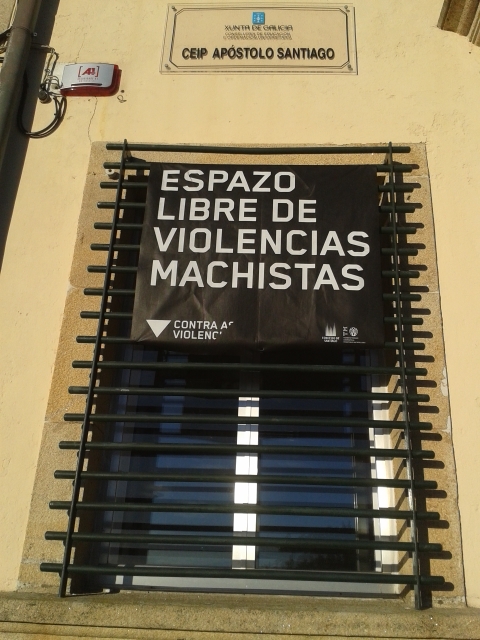 XUNTA DE GALICIA
CEIP APÓSTOLO SANTIAGO
ESPAZO
LIBRE DE
VIOLENCIAS
MACHISTAS
CONTRA AS
VIOLENC